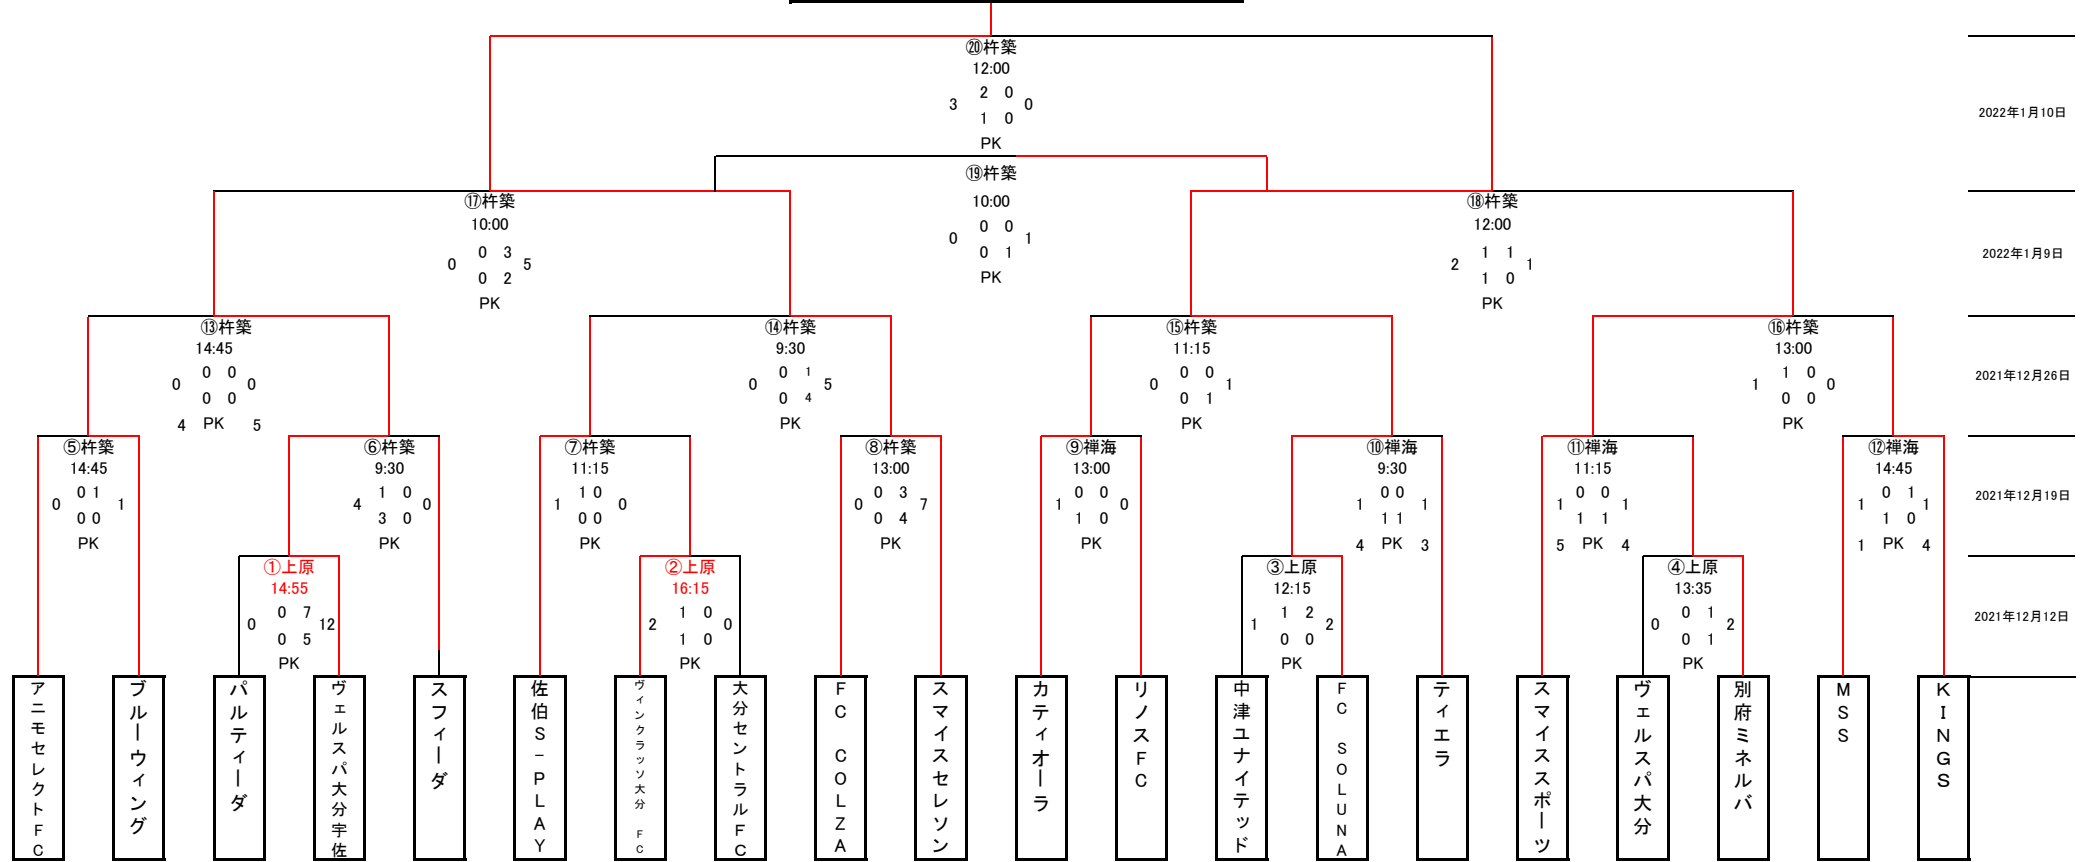 ⑳杵築
12:00
2 0
3 0
1 0
PK
2022年1月10日
⑲杵築
10:00
0 0
0 1
0 1
PK
⑰杵築
10:00
0 3
0 5
0 2
PK
⑱杵築
12:00
1 1
2 1
1 0
PK
2022年1月9日
⑬杵築
14:45
0 0
0 0
0 0
4 PK 5
⑭杵築
9:30
0 1
0 5
0 4
PK
⑮杵築
11:15
0 0
0 1
0 1
PK
⑯杵築
13:00
1 0
1 0
0 0
PK
2021年12月26日
⑤杵築
14:45
0 1
0 1
0 0
PK
⑥杵築
9:30
1 0
4 0
3 0
PK
⑦杵築
11:15
1 0
1 0
0 0
PK
⑧杵築
13:00
0 3
0 7
0 4
PK
⑨禅海
13:00
0 0
1 0
1 0
PK
⑩禅海
9:30
0 0
1 1
1 1
4 PK 3
⑪禅海
11:15
0 0
1 1
1 1
5 PK 4
⑫禅海
14:45
0 1
1 1
1 0
1 PK 4
2021年12月19日
①上原
14:55
0 7
0 12
0 5
PK
②上原
16:15
1 0
2 0
1 0
PK
③上原
12:15
1 2
1 2
0 0
PK
④上原
13:35
0 1
0 2
0 1
PK
2021年12月12日
アニモセレクトFC
ブルーウィング
パルティーダ
ヴェルスパ大分宇佐
スフィーダ
佐伯S-PLAY
ヴィンクラッソ大分 FC
大分セントラルFC
FC COLZA
スマイスセレソン
カティオーラ
リノスFC
中津ユナイテッド
FC SOLUNA
ティエラ
スマイススポーツ
ヴェルスパ大分
別府ミネルバ
MSS
KINGS